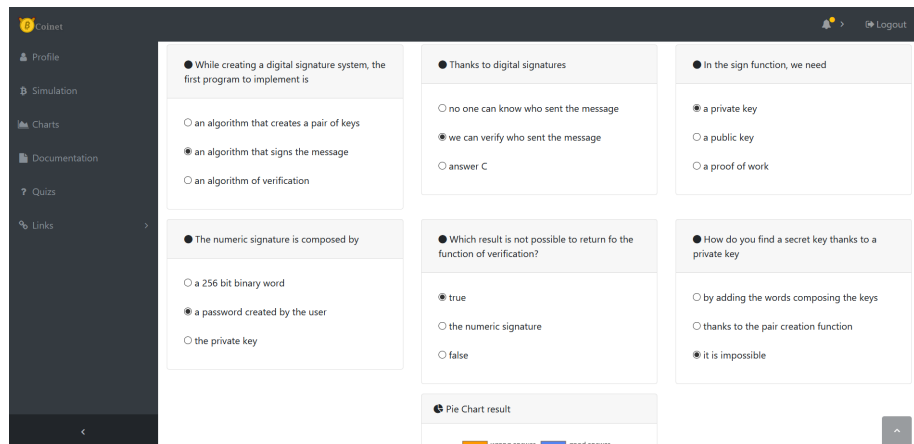 Coinet
Logout
Profile
Simulation
Charts
Documentation
? Quizs
Links
While creating a digital signature system, the
first program to implement is
an algorithm that creates a pair of keys
an algorithm that signs the message
an algorithm of verification
Thanks to digital signatures
no one can know who sent the message
we can verify who sent the message
answer C
In the sign function, we need
a private key
a public key
a proof of work
The numeric signature is composed by
a 256 bit binary word
a password created by the user
the private key
Which result is not possible to return fo the
function of verification?
true
the numeric signature
false
How do you find a secret key thanks to a
private key
by adding the words composing the keys
thanks to the pair creation function
it is impossible
Pie Chart result